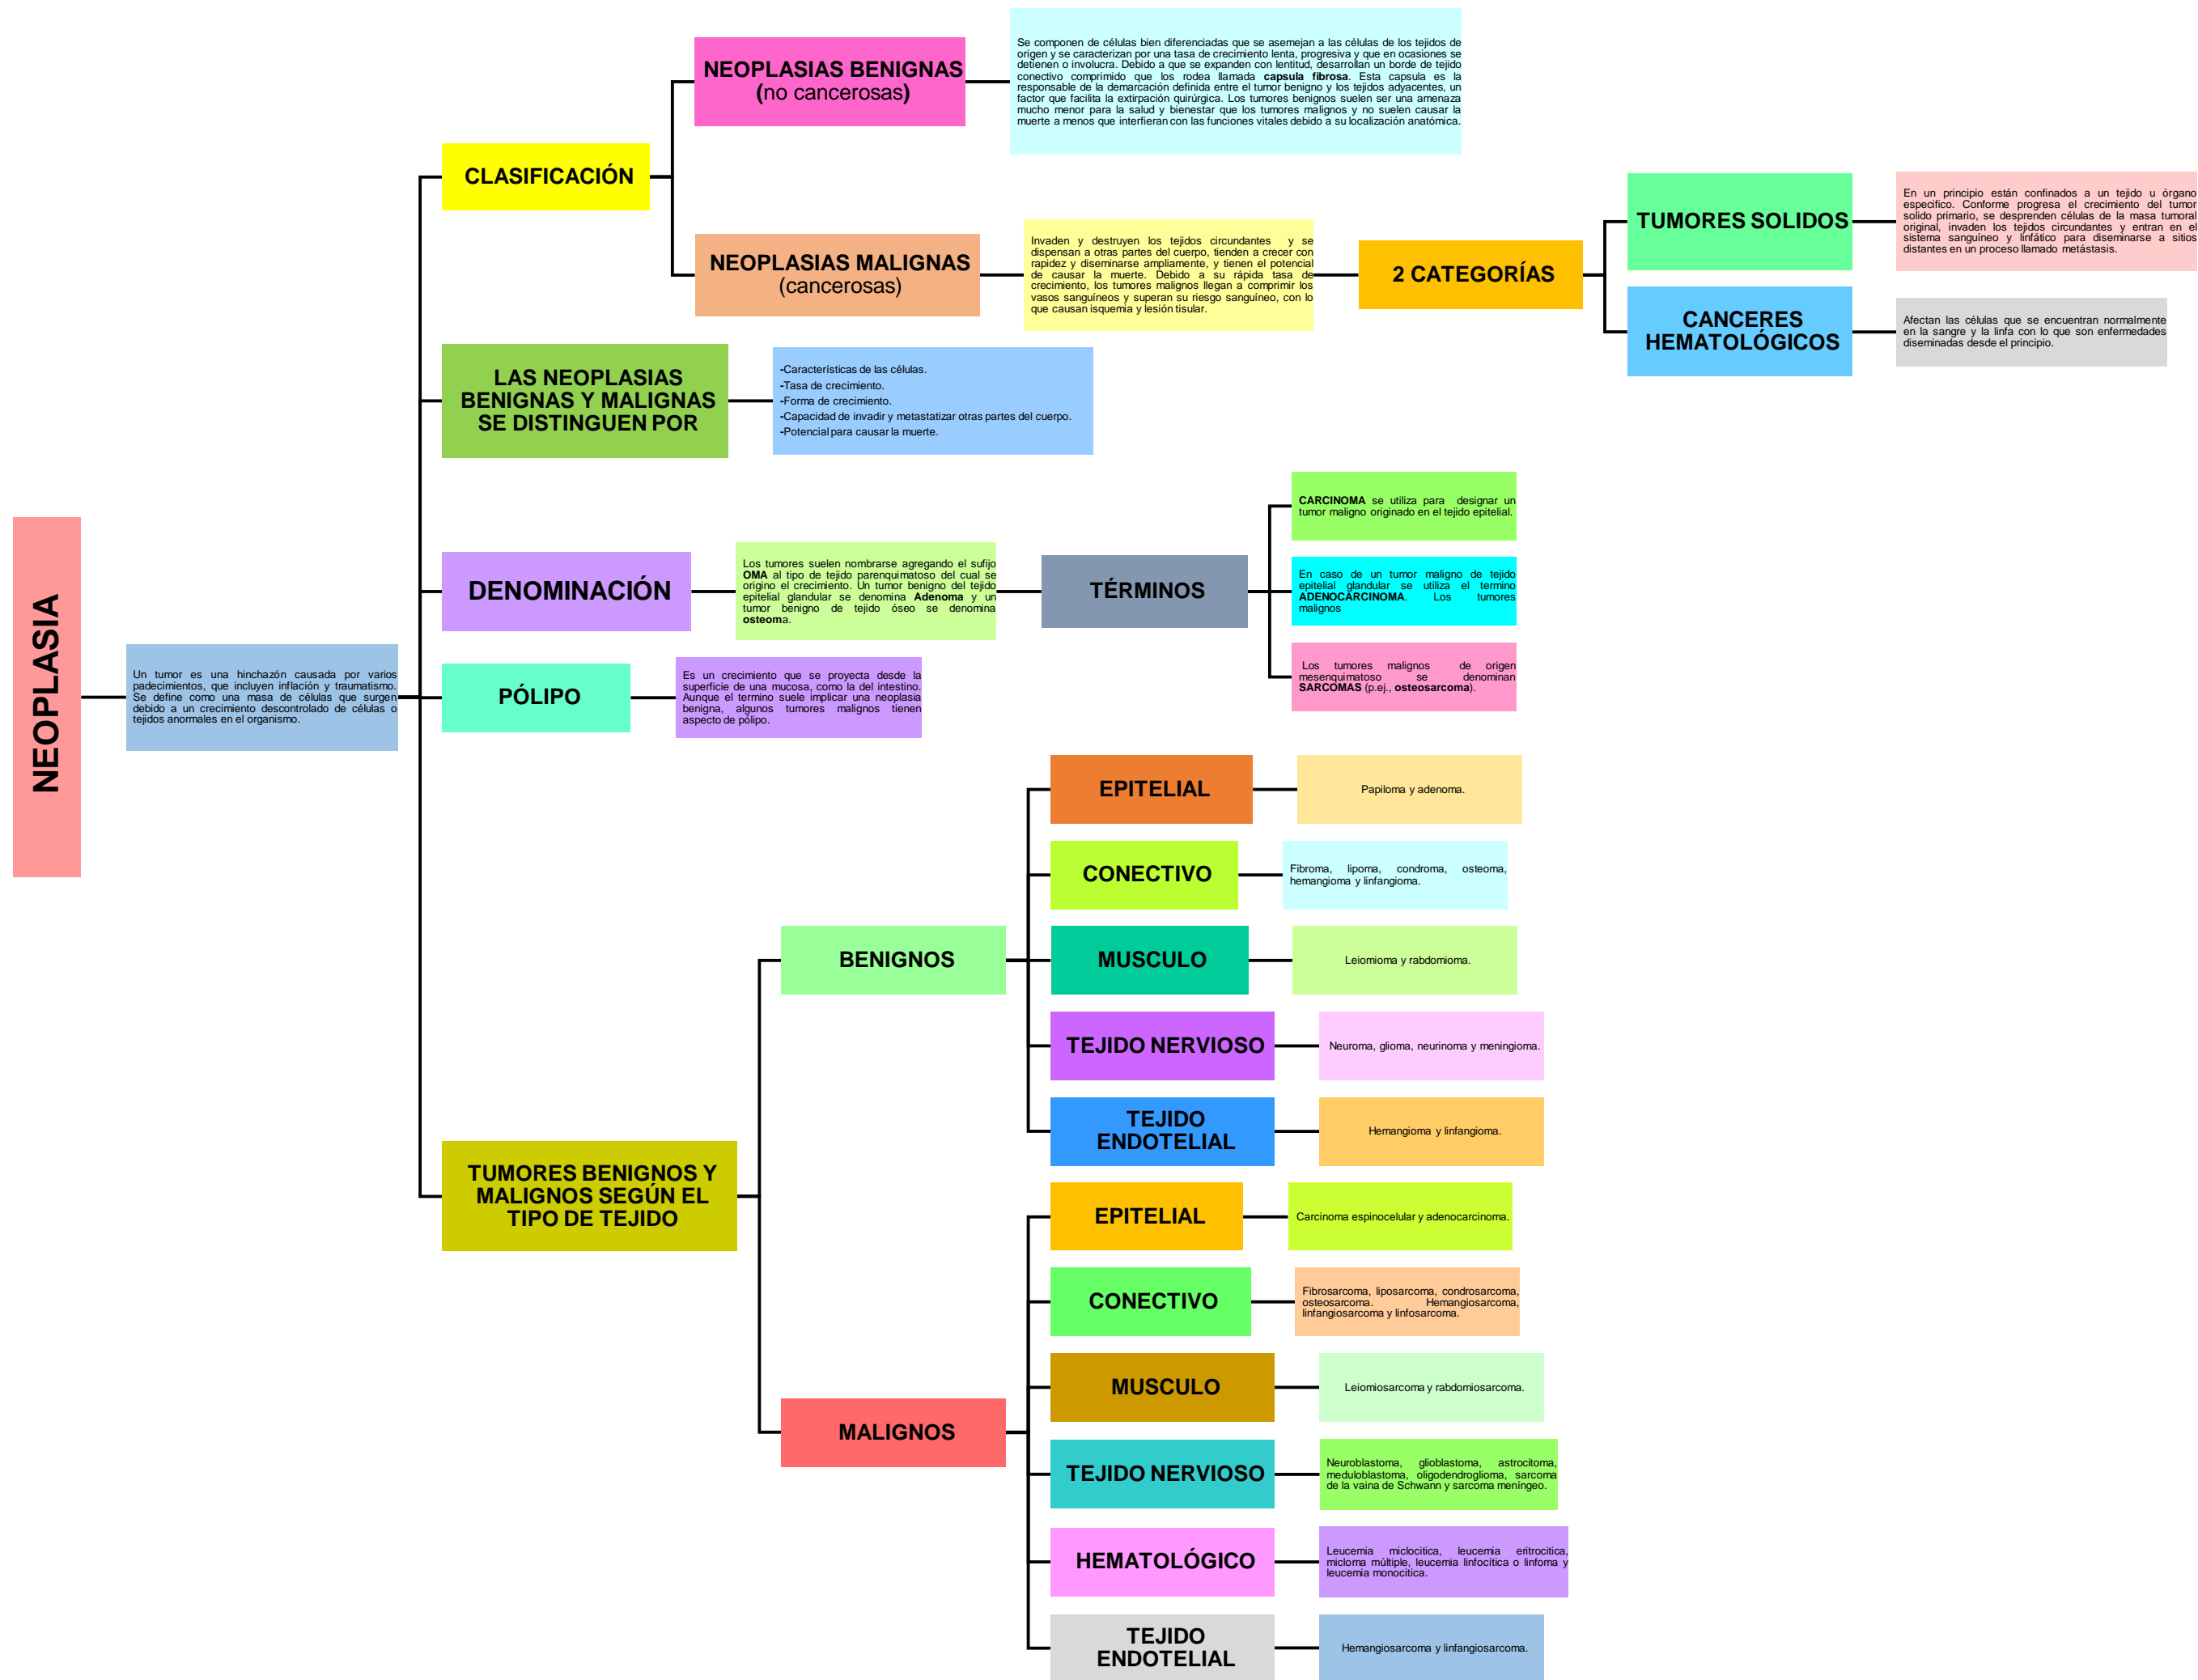 NEOPLASIA
Un tumor es una hinchazón causada por varios
padecimientos, que incluyen inflación y traumatismo.
Se define como una masa de células que surgen
debido a un crecimiento descontrolado de células o
tejidos anormales en el organismo.
CLASIFICACIÓN
NEOPLASIAS BENIGNAS
(no cancerosas)
Se componen de células bien diferenciadas que se asemejan a las células de los tejidos de
origen y se caracterizan por una tasa de crecimiento lenta, progresiva y que en ocasiones se
detienen o involucra. Debido a que se expanden con lentitud, desarrollan un borde de tejido
conectivo comprimido que los rodea llamada capsula fibrosa. Esta capsula es la
responsable de la demarcación definida entre el tumor benigno y los tejidos adyacentes, un
factor que facilita la extirpación quirúrgica. Los tumores benignos suelen ser una amenaza
mucho menor para la salud y bienestar que los tumores malignos y no suelen causar la
muerte a menos que interfieran con las funciones vitales debido a su localización anatómica.
NEOPLASIAS MALIGNAS
(cancerosas)
Invaden y destruyen los tejidos circundantes y se
dispensan a otras partes del cuerpo, tienden a crecer con
rapidez y diseminarse ampliamente, y tienen el potencial
de causar la muerte. Debido a su rápida tasa de
crecimiento, los tumores malignos llegan a comprimir los
vasos sanguíneos y superan su riesgo sanguíneo, con lo
que causan isquemia y lesión tisular.
2 CATEGORÍAS
TUMORES SOLIDOS
En un principio están confinados a un tejido u órgano
especifico. Conforme progresa el crecimiento del tumor
solido primario, se desprenden células de la masa tumoral
original, invaden los tejidos circundantes y entran en el
sistema sanguíneo y linfático para diseminarse a sitios
distantes en un proceso llamado metástasis.
CANCERES
HEMATOLÓGICOS
Afectan las células que se encuentran normalmente
en la sangre y la linfa con lo que son enfermedades
diseminadas desde el principio.
LAS NEOPLASIAS
BENIGNAS Y MALIGNAS
SE DISTINGUEN POR
-Características de las células.
-Tasa de crecimiento.
-Forma de crecimiento.
-Capacidad de invadir y metastatizar otras partes del cuerpo.
-Potencial para causar la muerte.
DENOMINACIÓN
Los tumores suelen nombrarse agregando el sufijo
OMA al tipo de tejido parenquimatoso del cual se
origino el crecimiento. Un tumor benigno del tejido
epitelial glandular se denomina Adenoma y un
tumor benigno de tejido óseo se denomina
osteoma.
TÉRMINOS
CARCINOMA se utiliza para designar un
tumor maligno originado en el tejido epitelial.
En caso de un tumor maligno de tejido
epitelial glandular se utiliza el termino
ADENOCARCINOMA. Los tumores
malignos
Los tumores malignos de origen
mesenquimatoso se denominan
SARCOMAS (p.ej., osteosarcoma).
PÓLIPO
Es un crecimiento que se proyecta desde la
superficie de una mucosa, como la del intestino.
Aunque el termino suele implicar una neoplasia
benigna, algunos tumores malignos tienen
aspecto de pólipo.
TUMORES BENIGNOS Y
MALIGNOS SEGÚN EL
TIPO DE TEJIDO
BENIGNOS
EPITELIAL
Papiloma y adenoma.
CONECTIVO
Fibroma, lipoma, condroma, osteoma,
hemangioma y linfangioma.
MUSCULO
Leiomioma y rabdomioma.
TEJIDO NERVIOSO
Neuroma, glioma, neurinoma y meningioma.
TEJIDO
ENDOTELIAL
Hemangioma y linfangioma.
MALIGNOS
EPITELIAL
Carcinoma espinocelular y adenocarcinoma.
CONECTIVO
Fibrosarcoma, liposarcoma, condrosarcoma,
osteosarcoma. Hemangiosarcoma,
linfangiosarcoma y linfosarcoma.
MUSCULO
Leiomiosarcoma y rabdomiosarcoma.
TEJIDO NERVIOSO
Neuroblastoma, glioblastoma, astrocitoma,
meduloblastoma, oligodendroglioma, sarcoma
de la vaina de Schwann y sarcoma meníngeo.
HEMATOLÓGICO
Leucemia miclocitica, leucemia eritrocitica,
micloma múltiple, leucemia linfocítica o linfoma y
leucemia monocitica.
TEJIDO
ENDOTELIAL
Hemangiosarcoma y linfangiosarcoma.